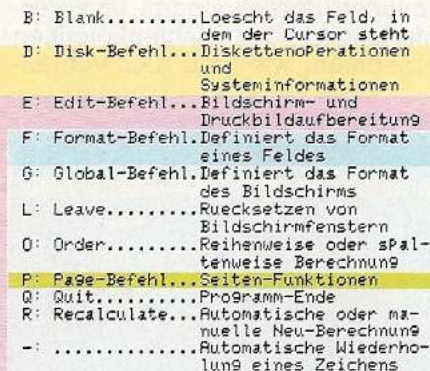 B: Blank.........Loescht das Feld, in
dem der Cursor steht
D: Disk-Befehl...Diskettenoperationen
und
Systeminformationen
E: Edit-Befehl...Bildschirm- und
Druckbildaufbereitung
F: Format-Befehl.Definiert das Format
eines Feldes
G: Global-Befehl.Definiert das Format
des Bildschirms
L: Leave.........Ruecksetzen von
Bildschirmfenstern
O: Order.........Reihenweise oder spal-
tenweise Berechnung
P: Page-Befehl...Seiten-Funktionen
Q: Quit..........Programm-Ende
R: Recalculate...Automatische oder ma-
nuelle Neu-Berechnung
-: ..............Automatische Wiederho-
lung eines Zeichens